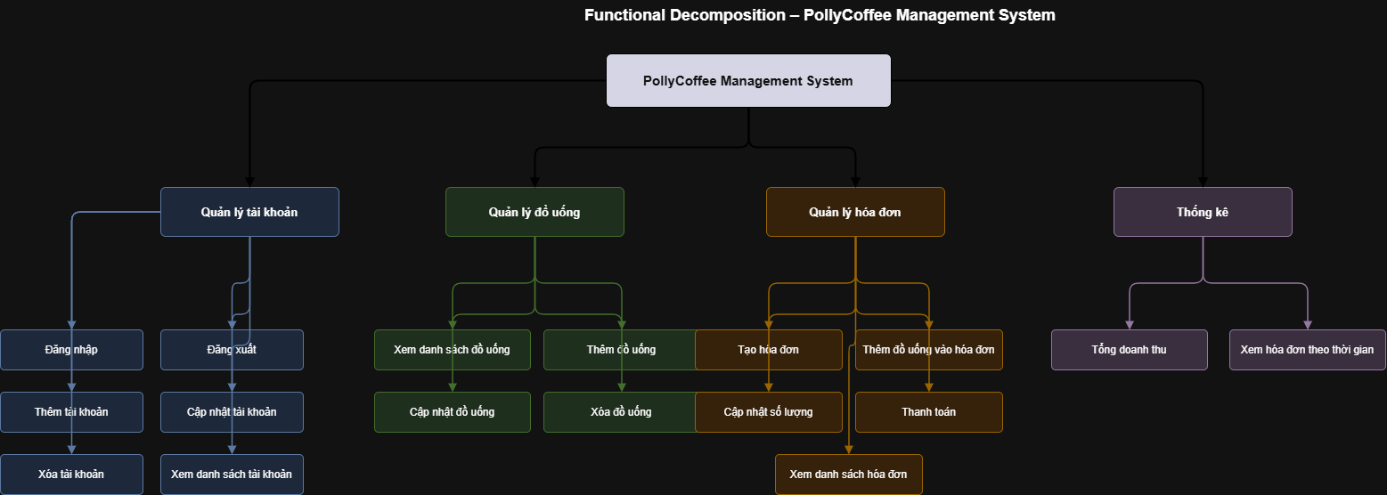 Functional Decomposition – PollyCoffee Management System
PollyCoffee Management System
Quản lý tài khoản
Quản lý đồ uống
Quản lý hóa đơn
Thống kê
Đăng nhập
Đăng xuất
Xem danh sách đồ uống
Thêm đồ uống
Tạo hóa đơn
Thêm đồ uống vào hóa đơn
Tổng doanh thu
Xem hóa đơn theo thời gian
Thêm tài khoản
Cập nhật tài khoản
Cập nhật đồ uống
Xóa đồ uống
Cập nhật số lượng
Thanh toán
Xóa tài khoản
Xem danh sách tài khoản
Xem danh sách hóa đơn